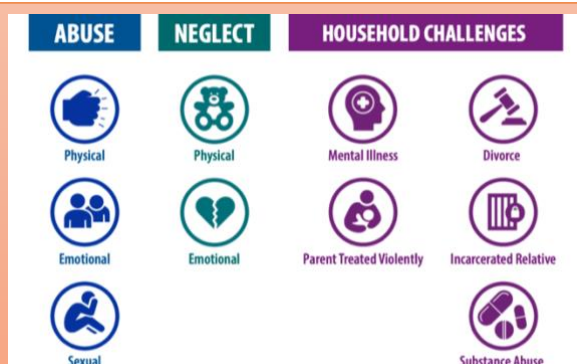 ABUSE
NEGLECT
HOUSEHOLD CHALLENGES
Physical
Physical
Mental Illness
Divorce
Emotional
Emotional
Parent Treated Violently
Incarcerated Relative
Sexual
Substance Abuse